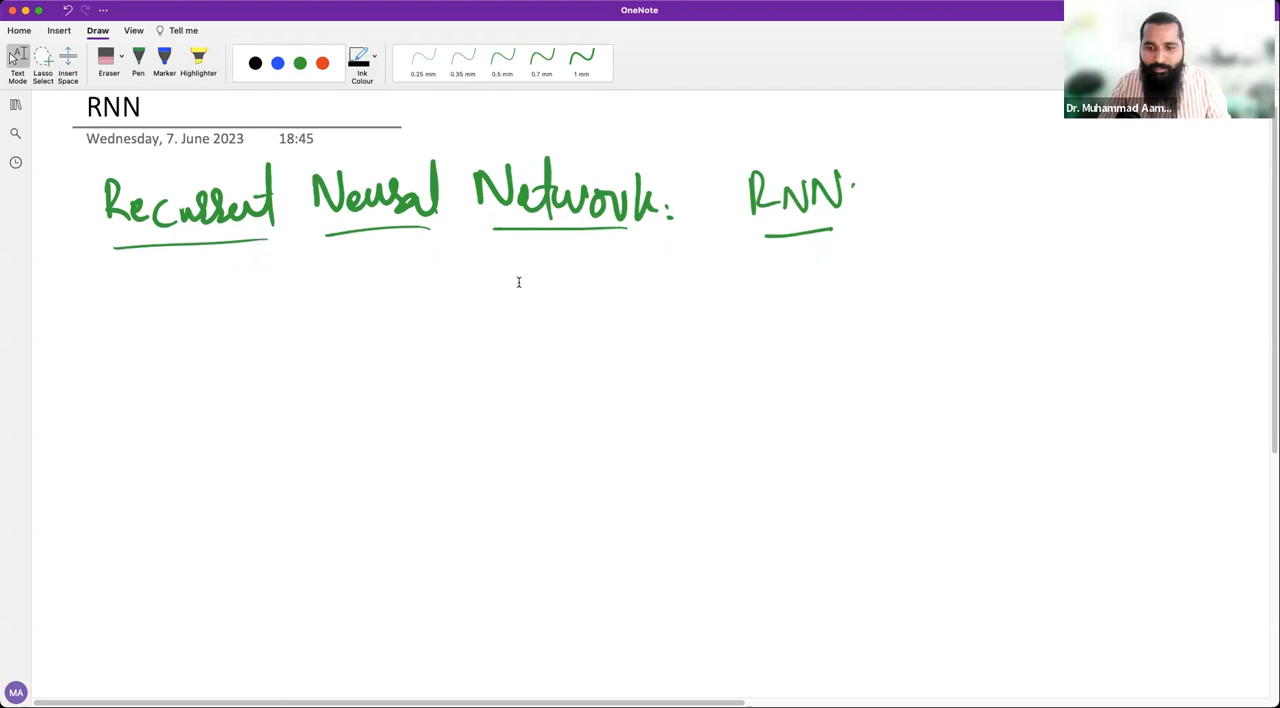 OneNote
Home Insert Draw View Tell me
Text Mode
Lasso Select
Insert Space
Eraser
Pen
Marker
Highlighter
Ink Colour
0.25 mm 0.35 mm 0.5 mm 0.7 mm 1 mm
Dr. Muhammad Aam...
RNN
Wednesday, 7. June 2023 18:45
Recurrent Neural Network: RNN
MA